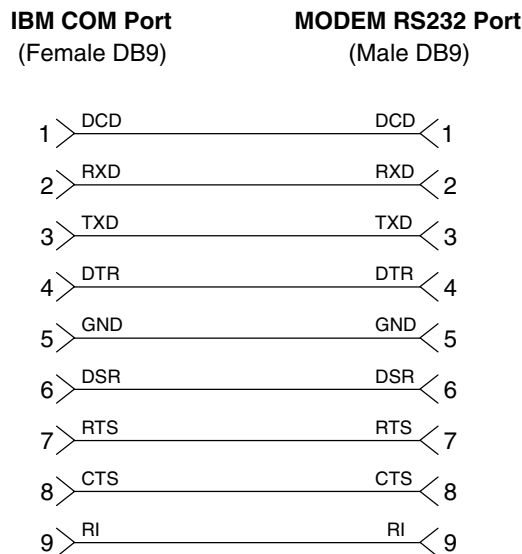 IBM COM Port MODEM RS232 Port
(Female DB9) (Male DB9)
1 DCD DCD 1
2 RXD RXD 2
3 TXD TXD 3
4 DTR DTR 4
5 GND GND 5
6 DSR DSR 6
7 RTS RTS 7
8 CTS CTS 8
9 RI RI 9